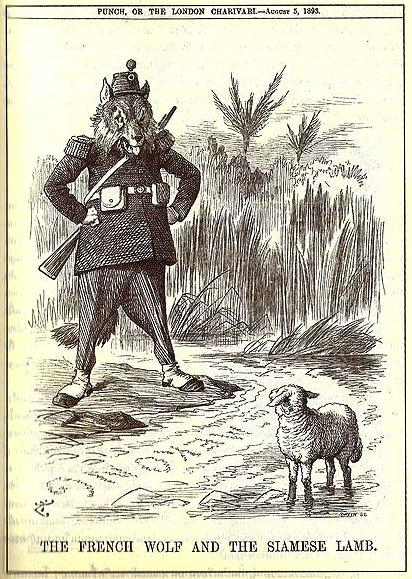 PUNCH, OR THE LONDON CHARIVARI.—AUGUST 5, 1893.
THE FRENCH WOLF AND THE SIAMESE LAMB.